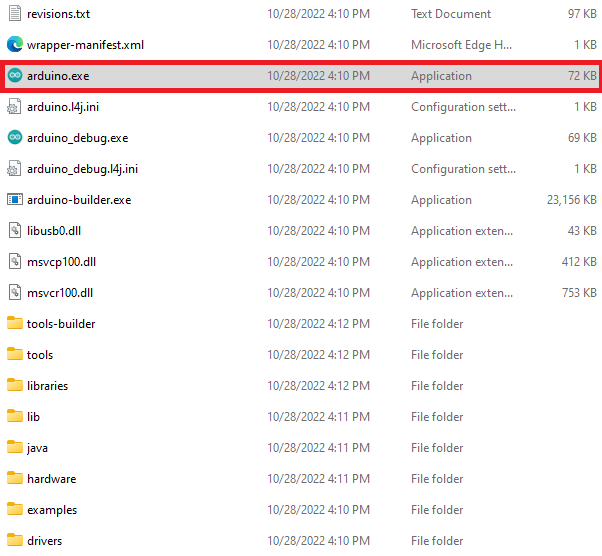 revisions.txt 10/28/2022 4:10 PM Text Document 97 KB
wrapper-manifest.xml 10/28/2022 4:10 PM Microsoft Edge H... 1 KB
arduino.exe 10/28/2022 4:10 PM Application 72 KB
arduino.l4j.ini 10/28/2022 4:10 PM Configuration sett... 1 KB
arduino_debug.exe 10/28/2022 4:10 PM Application 69 KB
arduino_debug.l4j.ini 10/28/2022 4:10 PM Configuration sett... 1 KB
arduino-builder.exe 10/28/2022 4:10 PM Application 23,156 KB
libusb0.dll 10/28/2022 4:10 PM Application exten... 43 KB
msvcp100.dll 10/28/2022 4:10 PM Application exten... 412 KB
msvcr100.dll 10/28/2022 4:10 PM Application exten... 753 KB
tools-builder 10/28/2022 4:12 PM File folder
tools 10/28/2022 4:12 PM File folder
libraries 10/28/2022 4:12 PM File folder
lib 10/28/2022 4:11 PM File folder
java 10/28/2022 4:11 PM File folder
hardware 10/28/2022 4:11 PM File folder
examples 10/28/2022 4:10 PM File folder
drivers 10/28/2022 4:10 PM File folder